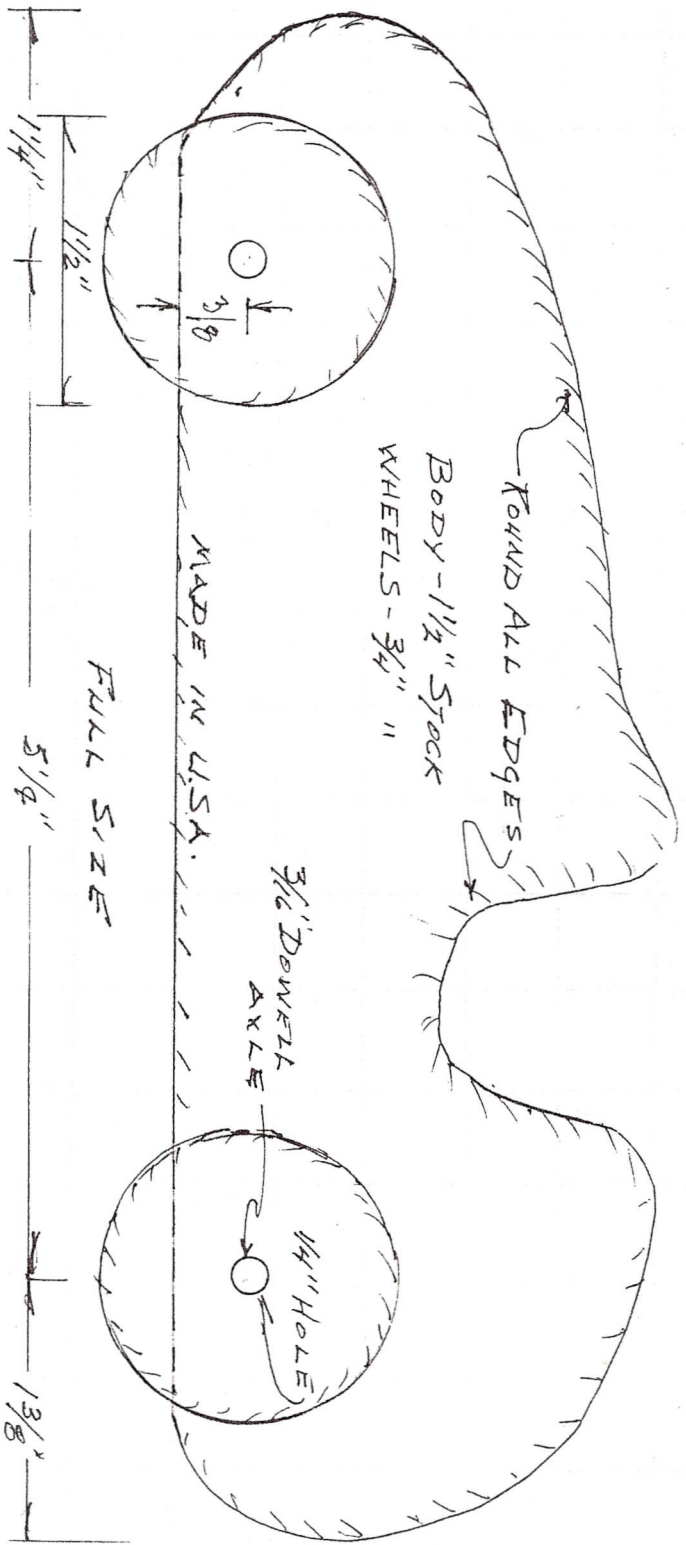 ROUND ALL EDGES
BODY - 1 1/2" STOCK
WHEELS - 3/4" "
3/16" DOWELL
AXLE
1/4" HOLE
3/8
MADE IN U.S.A.
1 1/2"
FULL SIZE
1 1/4"
5 1/4"
1 3/8"